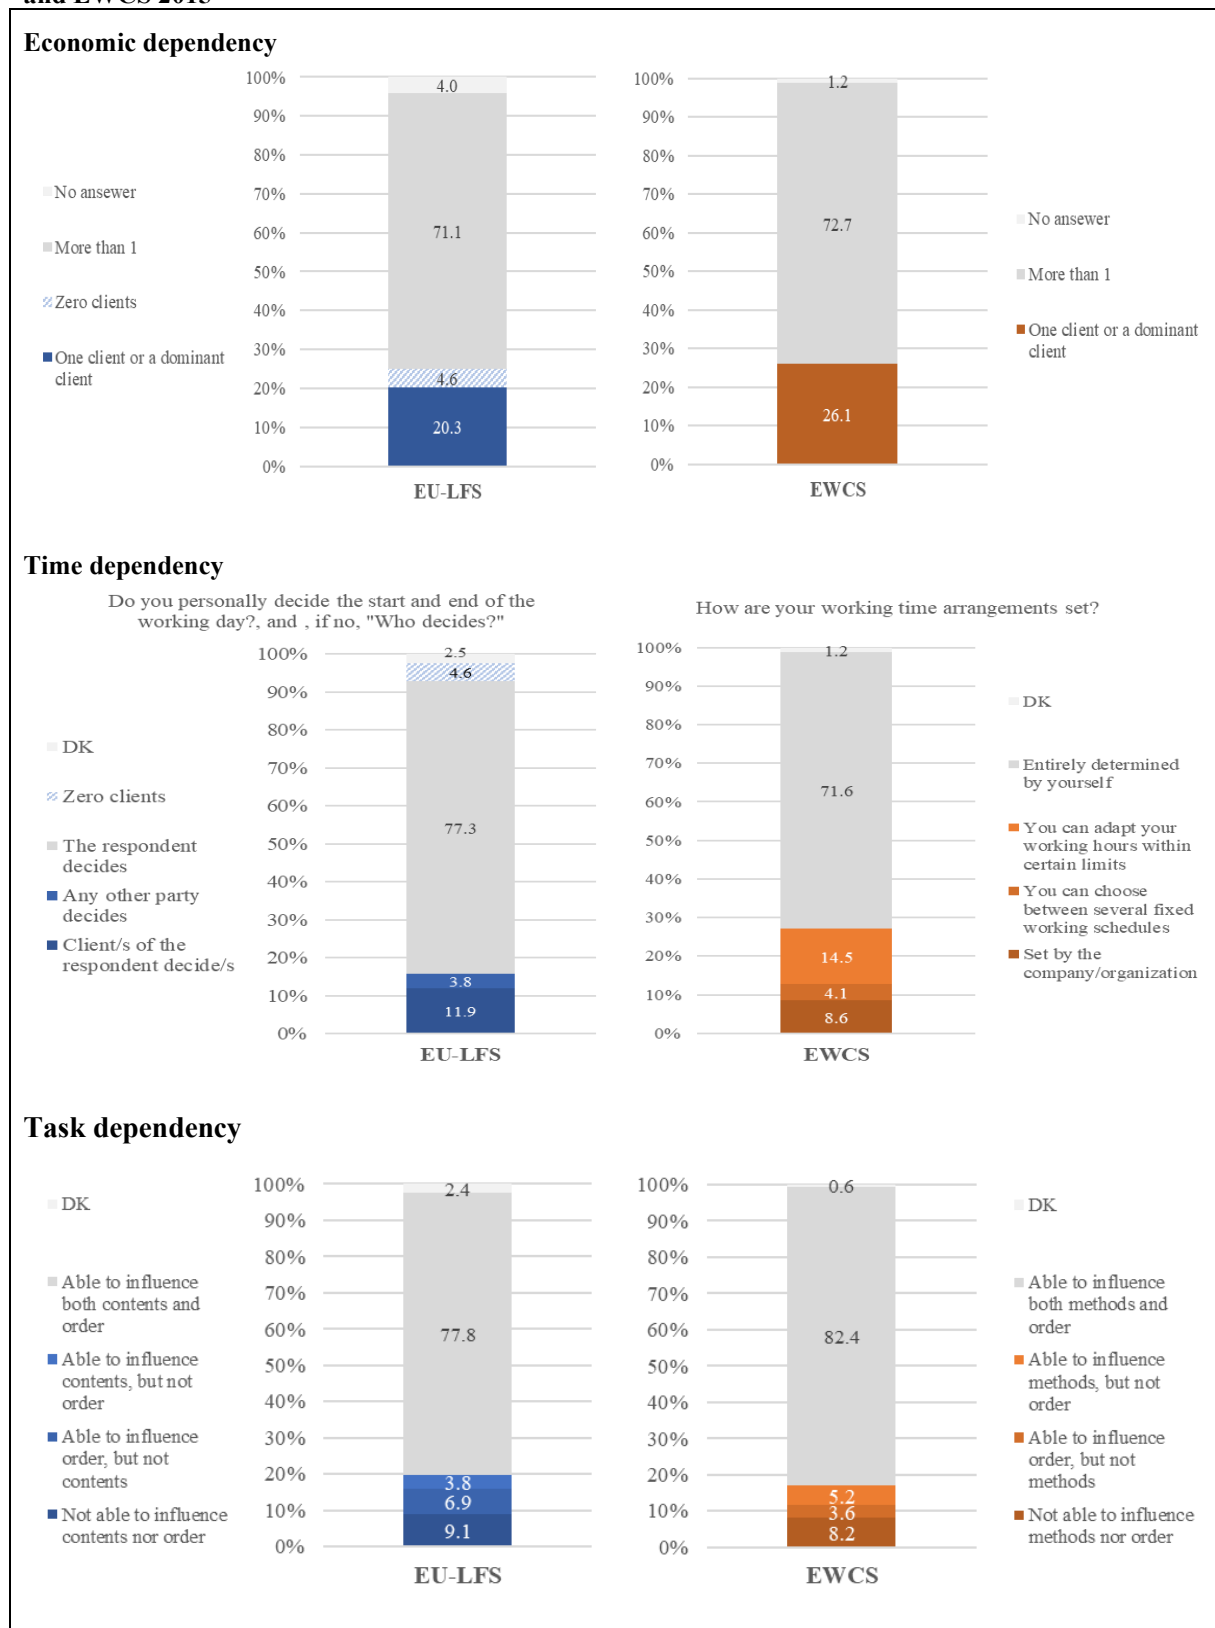 and EWCS 2015
Economic dependency
100%
90%
80%
70%
60%
50%
40%
30%
20%
10%
0%
4.0
71.1
4.6
20.3
EU-LFS
No ansewer
More than 1
Zero clients
One client or a dominant
client
100%
90%
80%
70%
60%
50%
40%
30%
20%
10%
0%
1.2
72.7
26.1
EWCS
No ansewer
More than 1
One client or a dominant
client
Time dependency
Do you personally decide the start and end of the
working day?, and , if no, "Who decides?"
100%
90%
80%
70%
60%
50%
40%
30%
20%
10%
0%
2.5
4.6
77.3
3.8
11.9
EU-LFS
DK
Zero clients
The respondent
decides
Any other party
decides
Client/s of the
respondent decide/s
How are your working time arrangements set?
100%
90%
80%
70%
60%
50%
40%
30%
20%
10%
0%
1.2
71.6
14.5
4.1
8.6
EWCS
DK
Entirely determined
by yourself
You can adapt your
working hours within
certain limits
You can choose
between several fixed
working schedules
Set by the
company/organization
Task dependency
100%
90%
80%
70%
60%
50%
40%
30%
20%
10%
0%
2.4
77.8
3.8
6.9
9.1
EU-LFS
DK
Able to influence
both contents and
order
Able to influence
contents, but not
order
Able to influence
order, but not
contents
Not able to influence
contents nor order
100%
90%
80%
70%
60%
50%
40%
30%
20%
10%
0%
0.6
82.4
5.2
3.6
8.2
EWCS
DK
Able to influence
both methods and
order
Able to influence
methods, but not
order
Able to influence
order, but not
methods
Not able to influence
methods nor order